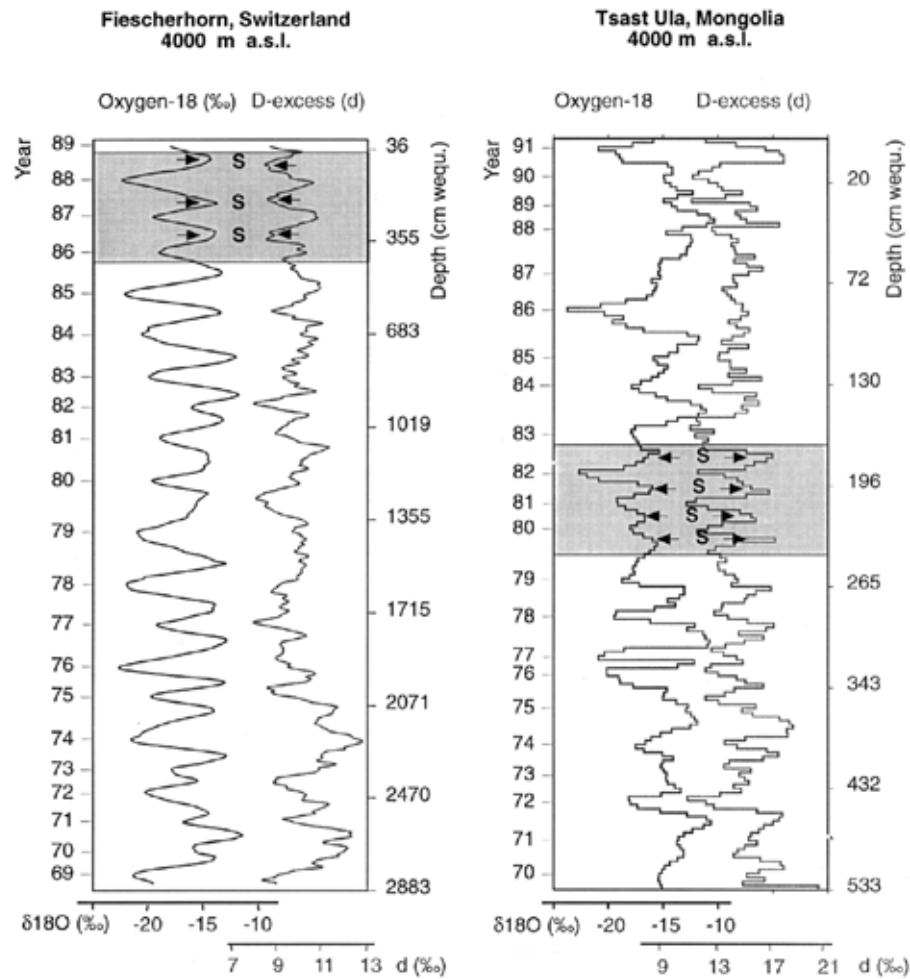 Fiescherhorn, Switzerland
4000 m a.s.l.
Oxygen-18 (‰) D-excess (d)
Year
89
88
87
86
85
84
83
82
81
80
79
78
77
76
75
74
73
72
71
70
69
S
S
S
36
355
683
1019
1355
1715
2071
2470
2883
Depth (cm wequ.)
δ18O (‰) -20 -15 -10
7 9 11 13 d (‰)
Tsast Ula, Mongolia
4000 m a.s.l.
Oxygen-18 D-excess (d)
Year
91
90
89
88
87
86
85
84
83
82
81
80
79
78
77
76
75
74
73
72
71
70
S
S
S
S
20
72
130
196
265
343
432
533
Depth (cm wequ.)
δ18O (‰) -20 -15 -10
9 13 17 21
d (‰)